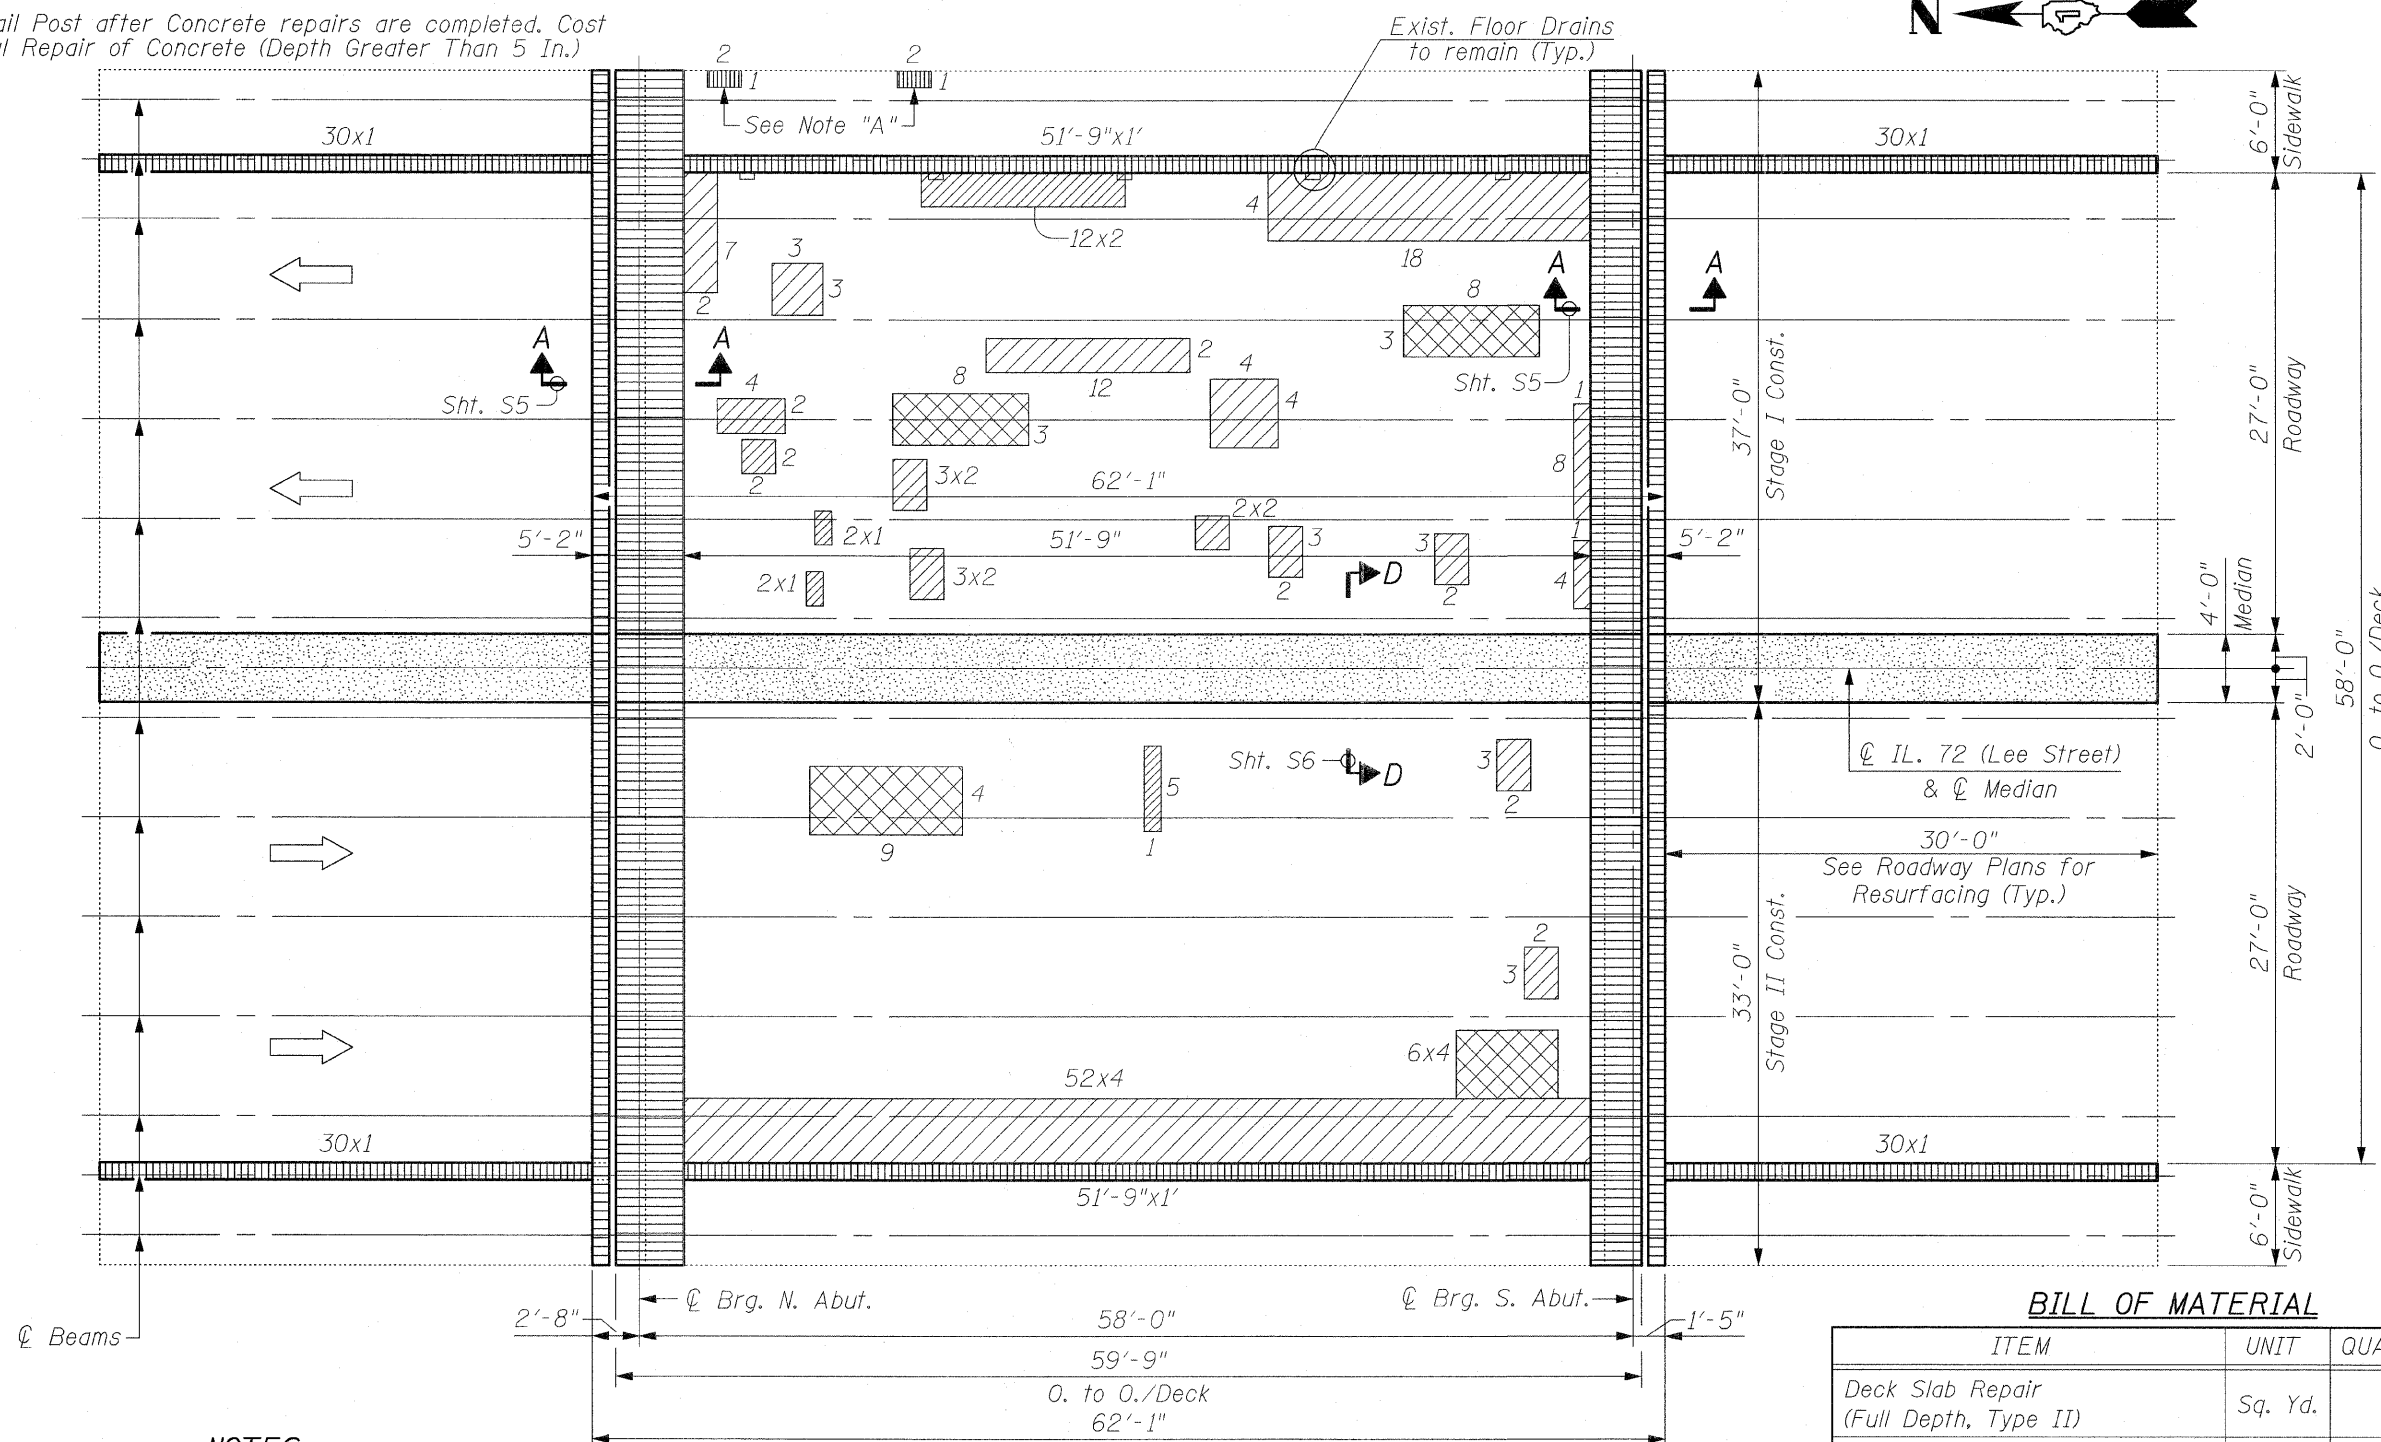 ail Post after Concrete repairs are completed. Cost
l Repair of Concrete (Depth Greater Than 5 In.)
N
Exist. Floor Drains
to remain (Typ.)
2
2
1
1
See Note "A"
30x1
51'-9"x1'
30x1
6'-0"
Sidewalk
7
2
12x2
4
18
3
3
8
3
A
A
Sht. S5
A
A
Sht. S5
12
2
4
4
8
3
4
2
2
2
3x2
62'-1"
1
8
37'-0"
Stage I Const.
27'-0"
Roadway
2x1
2x2
5'-2"
51'-9"
5'-2"
3x2
3
2
3
2
1
4
2x1
D
4'-0"
Median
58'-0"
O. to O./Deck
2'-0"
℄ IL. 72 (Lee Street)
& ℄ Median
Sht. S6
D
4
9
5
1
3
2
30'-0"
See Roadway Plans for
Resurfacing (Typ.)
33'-0"
Stage II Const.
27'-0"
Roadway
2
3
6x4
52x4
30x1
30x1
51'-9"x1'
6'-0"
Sidewalk
℄ Beams
℄ Brg. N. Abut.
℄ Brg. S. Abut.
2'-8"
58'-0"
1'-5"
59'-9"
O. to O./Deck
62'-1"
BILL OF MATERIAL
ITEM UNIT QUA
Deck Slab Repair
(Full Depth, Type II) Sq. Yd.
NOTES